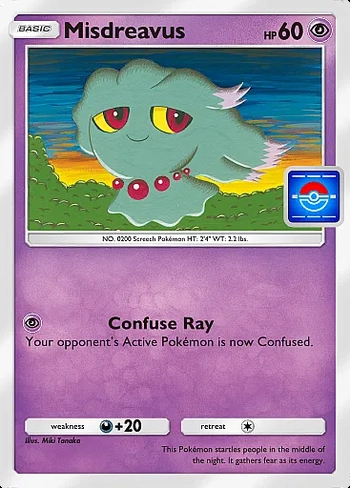 BASIC Misdreavus HP 60
NO. 0200 Screech Pokémon HT: 2'4" WT: 2.2 lbs.
Confuse Ray
Your opponent's Active Pokémon is now Confused.
weakness +20 retreat
Illus. Miki Tanaka
This Pokémon startles people in the middle of
the night. It gathers fear as its energy.